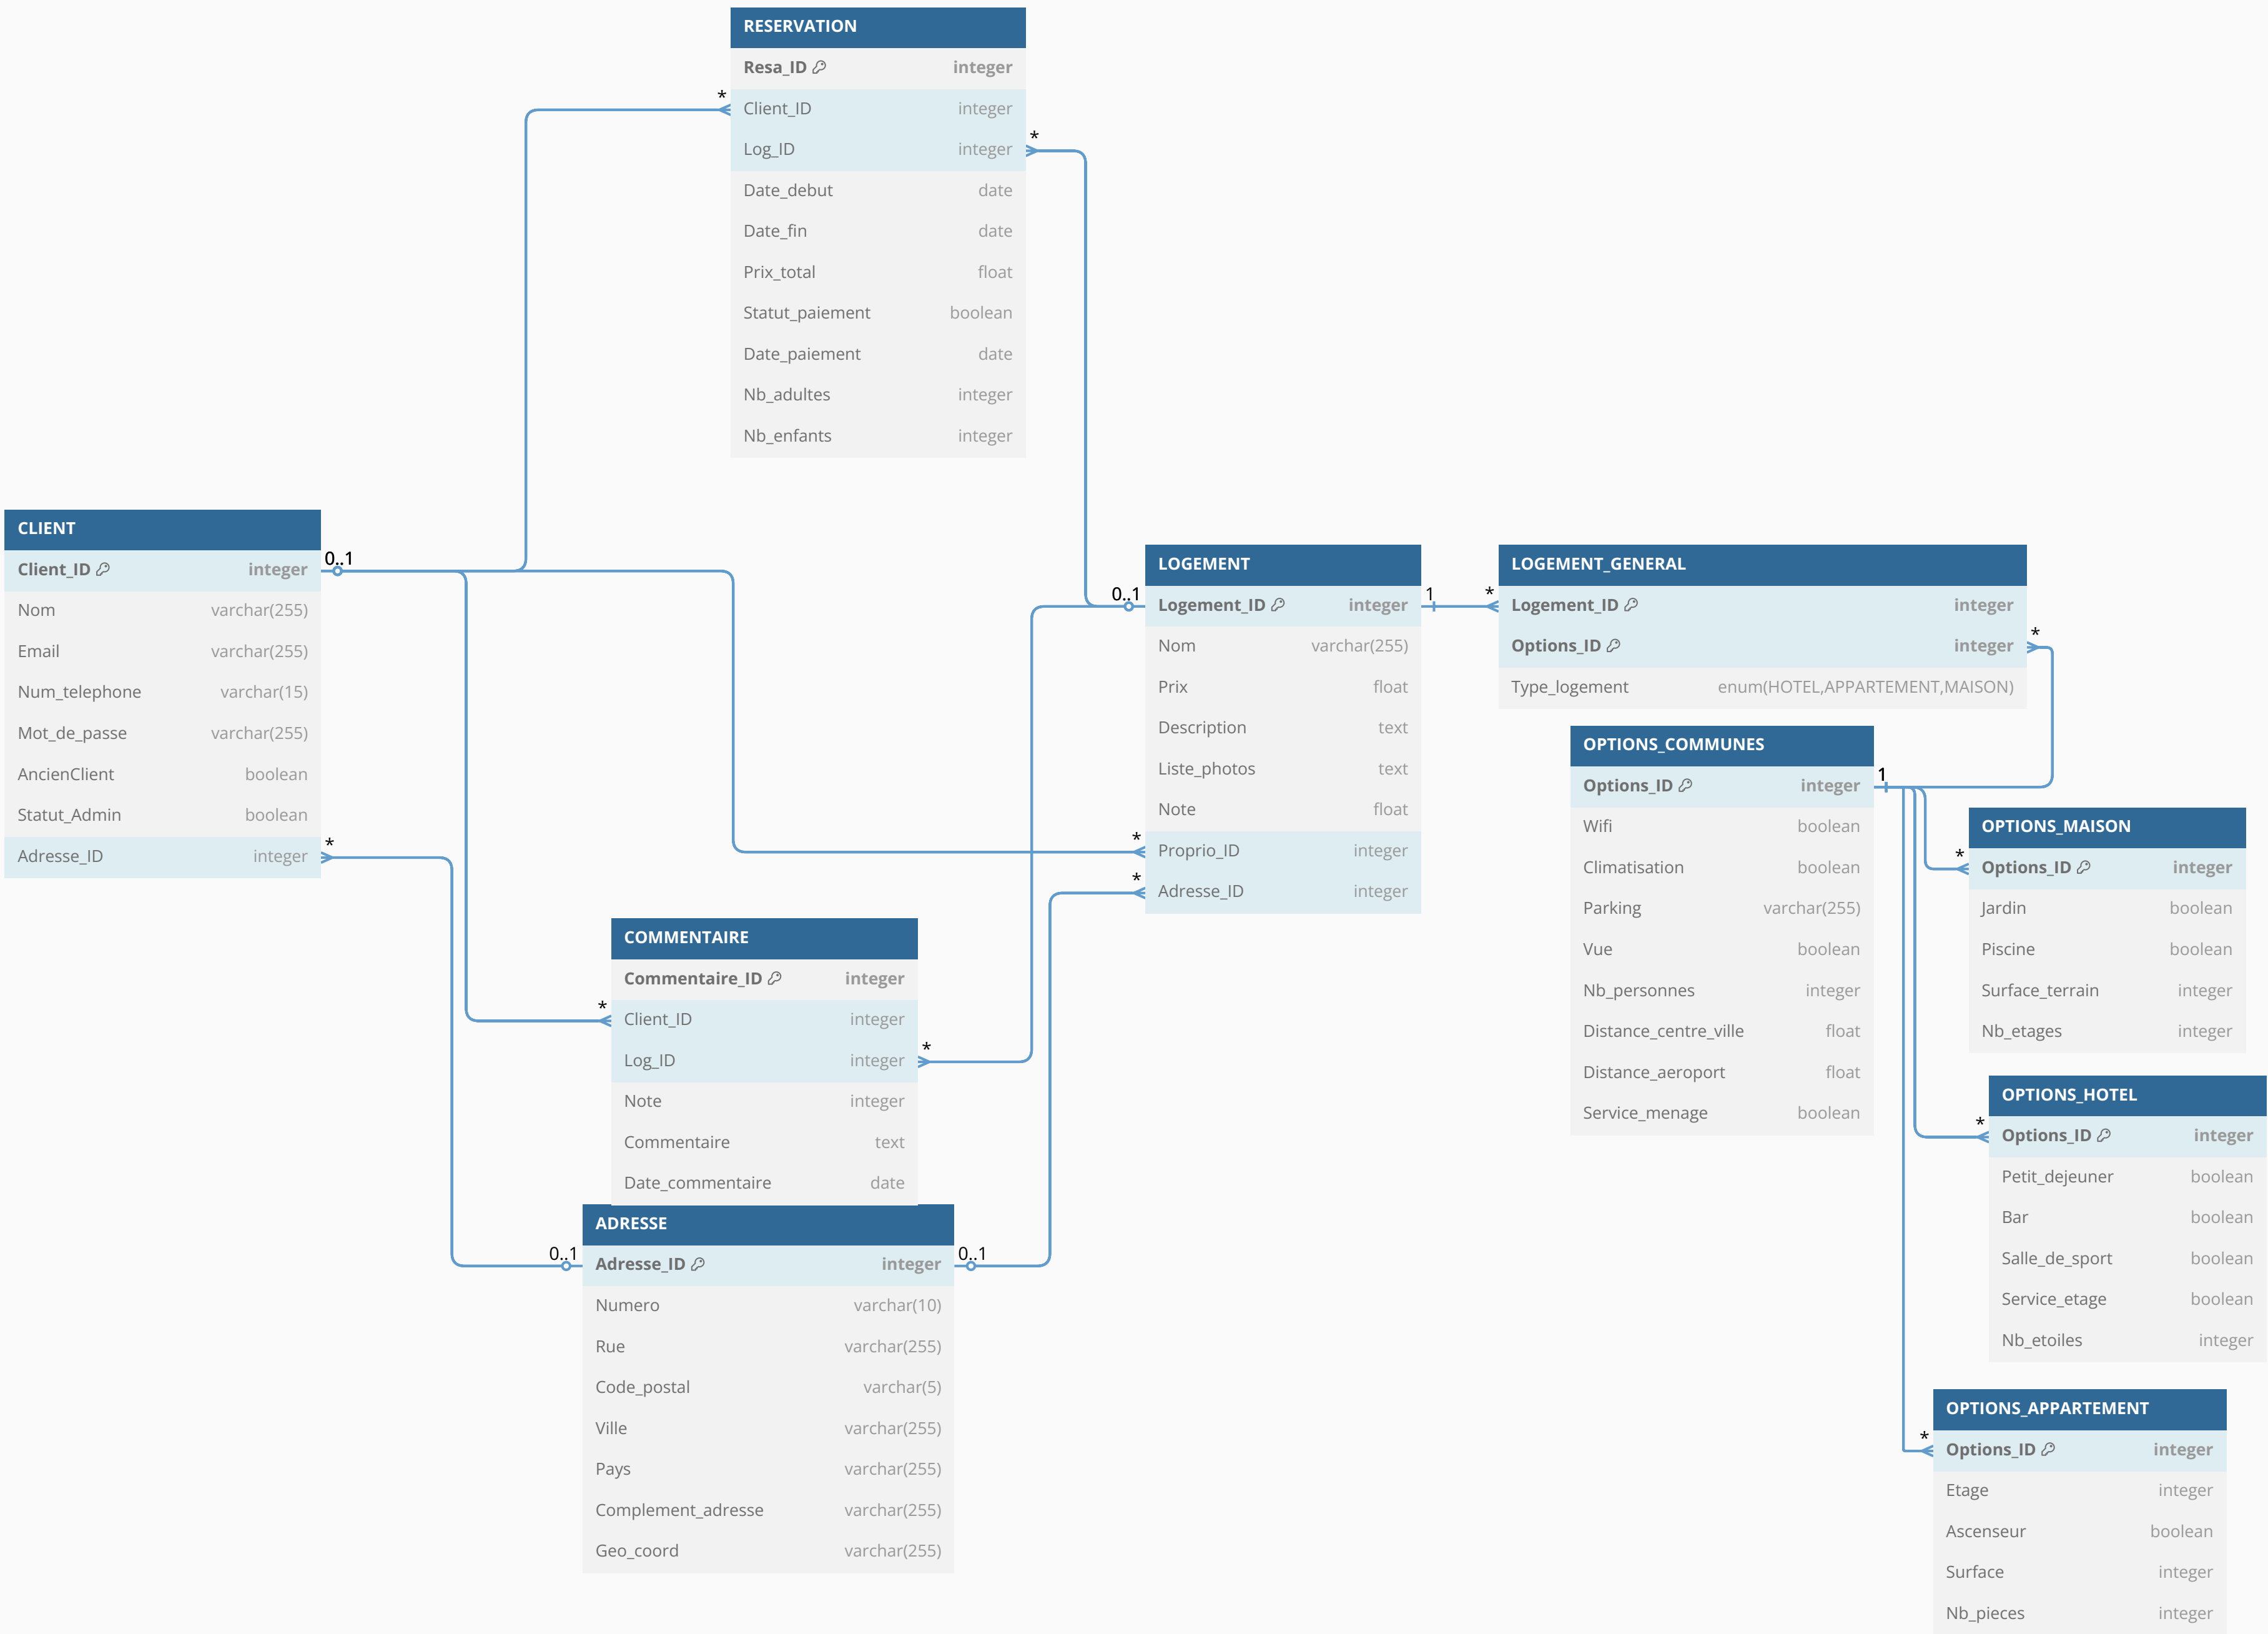 RESERVATION
Resa_ID integer
* Client_ID integer
Log_ID integer *
Date_debut date
Date_fin date
Prix_total float
Statut_paiement boolean
Date_paiement date
Nb_adultes integer
Nb_enfants integer
CLIENT
Client_ID integer 0..1
Nom varchar(255)
Email varchar(255)
Num_telephone varchar(15)
Mot_de_passe varchar(255)
AncienClient boolean
Statut_Admin boolean
Adresse_ID integer *
LOGEMENT
0..1 Logement_ID integer 1
Nom varchar(255)
Prix float
Description text
Liste_photos text
Note float
* Proprio_ID integer
* Adresse_ID integer
LOGEMENT_GENERAL
* Logement_ID integer
Options_ID integer *
Type_logement enum(HOTEL,APPARTEMENT,MAISON)
OPTIONS_COMMUNES
Options_ID integer 1
Wifi boolean
Climatisation boolean
Parking varchar(255)
Vue boolean
Nb_personnes integer
Distance_centre_ville float
Distance_aeroport float
Service_menage boolean
OPTIONS_MAISON
* Options_ID integer
Jardin boolean
Piscine boolean
Surface_terrain integer
Nb_etages integer
COMMENTAIRE
Commentaire_ID integer
* Client_ID integer
Log_ID integer *
Note integer
Commentaire text
Date_commentaire date
OPTIONS_HOTEL
* Options_ID integer
Petit_dejeuner boolean
Bar boolean
Salle_de_sport boolean
Service_etage boolean
Nb_etoiles integer
ADRESSE
0..1 Adresse_ID integer 0..1
Numero varchar(10)
Rue varchar(255)
Code_postal varchar(5)
Ville varchar(255)
Pays varchar(255)
Complement_adresse varchar(255)
Geo_coord varchar(255)
OPTIONS_APPARTEMENT
* Options_ID integer
Etage integer
Ascenseur boolean
Surface integer
Nb_pieces integer